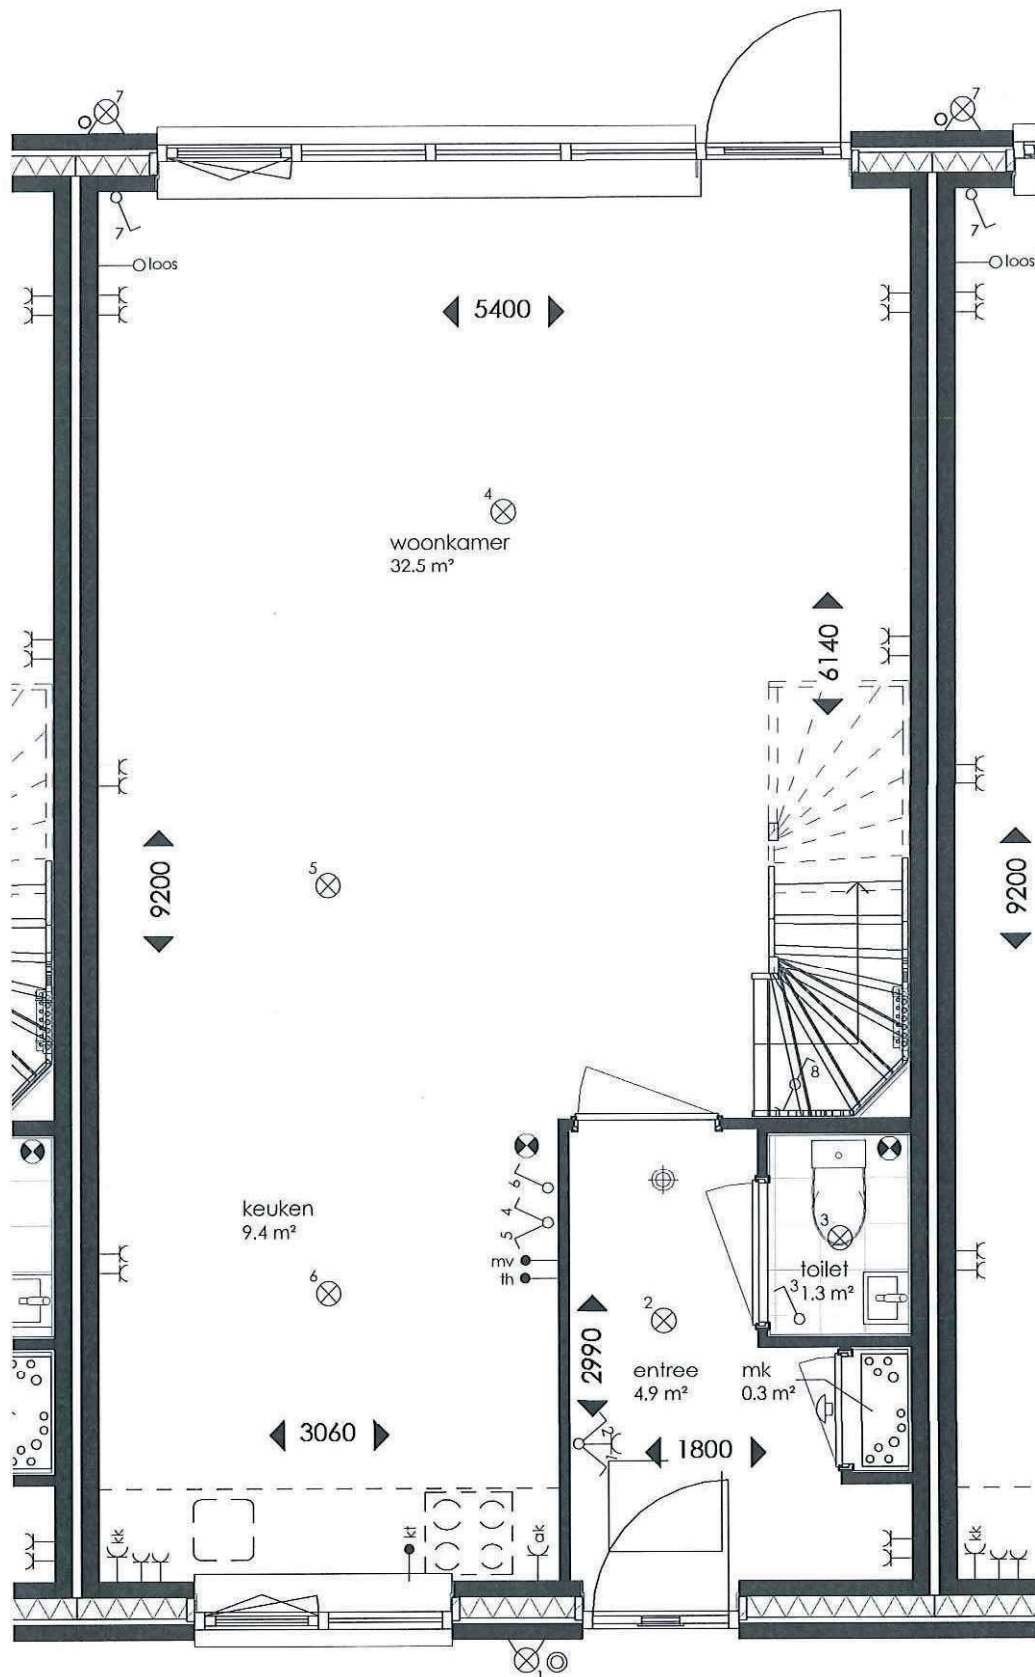 7
7
7
loos
7
loos
5400
4
woonkamer
32.5 m²
6140
9200
5
9200
8
6
4
5
keuken
9.4 m²
mv
th
6
3
toilet
1.3 m²
3
2
2990
entree
4.9 m²
mk
0.3 m²
3060
2
1
1800
kk
kt
ak
kk
1